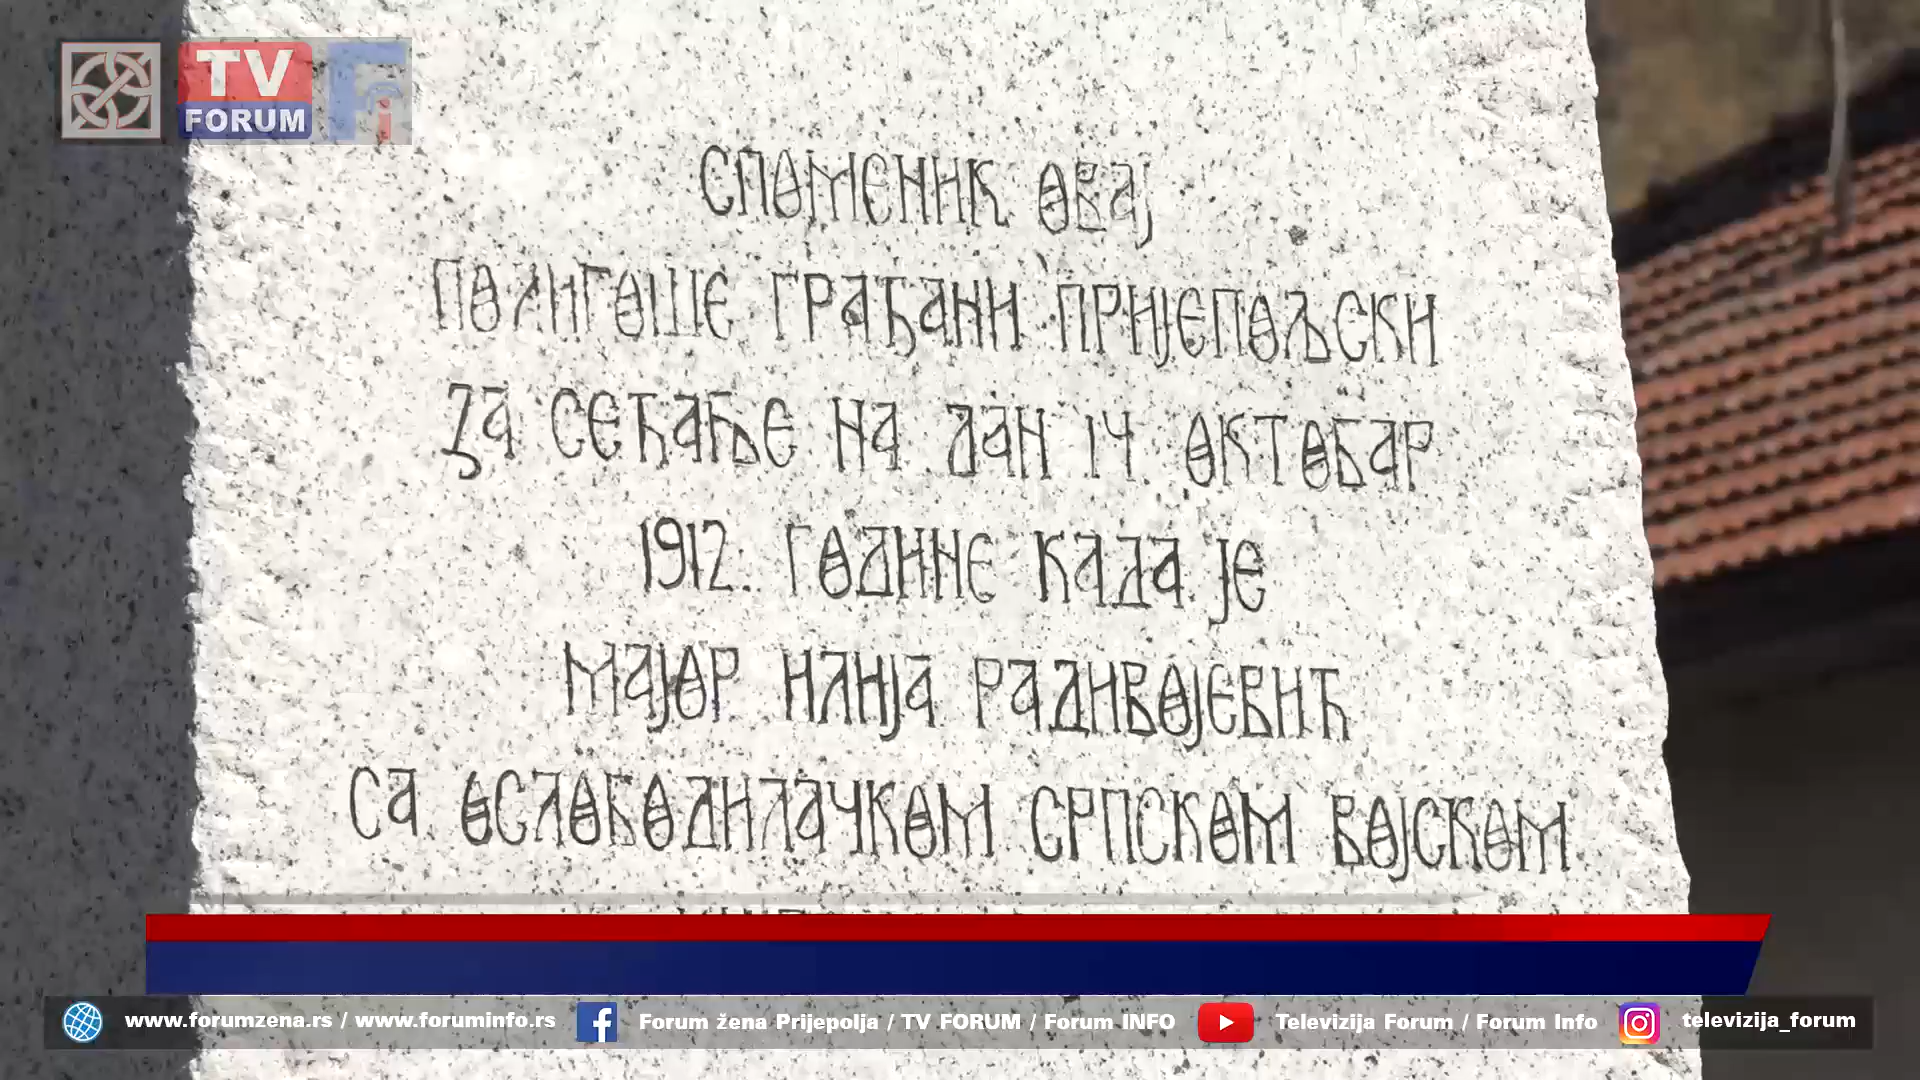 TV
FORUM
Fi
СПОМЕНИК ОВАЈ
ПОДИГОШЕ ГРАЂАНИ ПРИЈЕПОЉСКИ
ЗА СЕЋАЊЕ НА ДАН 14. ОКТОБАР
1912. ГОДИНЕ КАДА ЈЕ
МАЈОР ИЛИЈА РАДИВОЈЕВИЋ
СА ОСЛОБОДИЛАЧКОМ СРПСКОМ ВОЈСКОМ
www.forumzena.rs / www.foruminfo.rs
Forum žena Prijepolja / TV FORUM / Forum INFO
Televizija Forum / Forum Info
televizija_forum